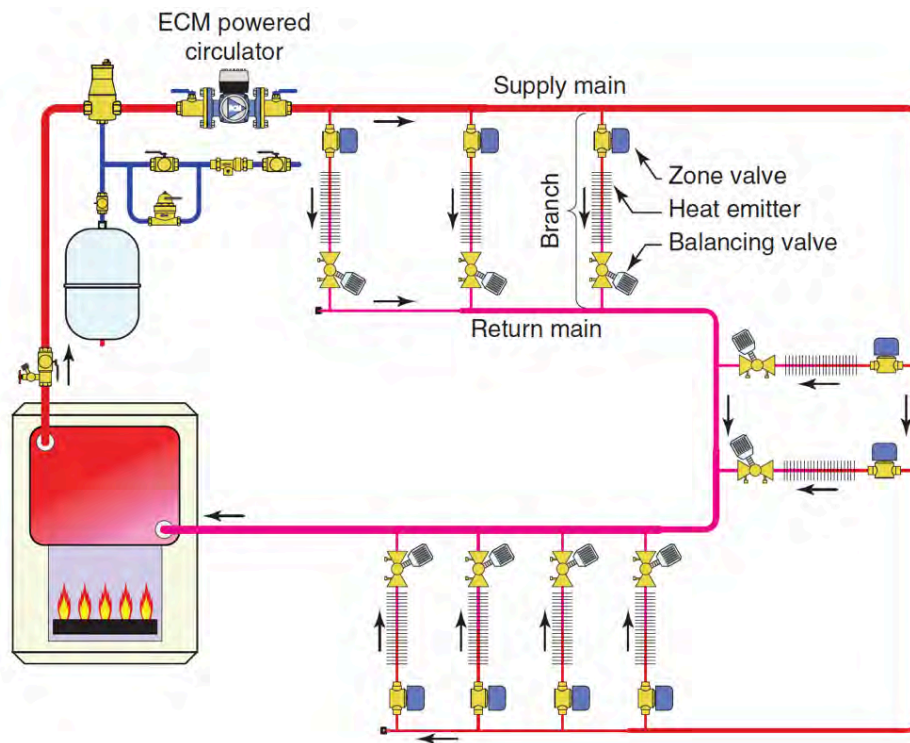 ECM powered
circulator
Supply main
Zone valve
Heat emitter
Balancing valve
Branch
Return main